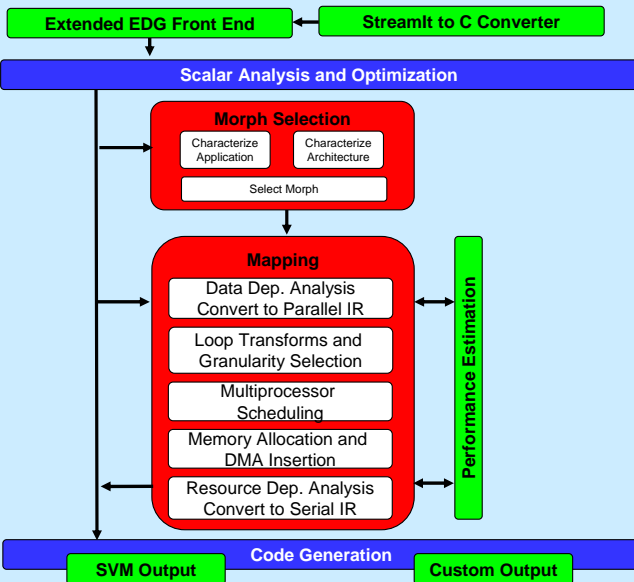 Extended EDG Front End
StreamIt to C Converter
Scalar Analysis and Optimization
Morph Selection
Characterize
Application
Characterize
Architecture
Select Morph
Mapping
Data Dep. Analysis
Convert to Parallel IR
Loop Transforms and
Granularity Selection
Multiprocessor
Scheduling
Memory Allocation and
DMA Insertion
Resource Dep. Analysis
Convert to Serial IR
Performance Estimation
Code Generation
SVM Output
Custom Output